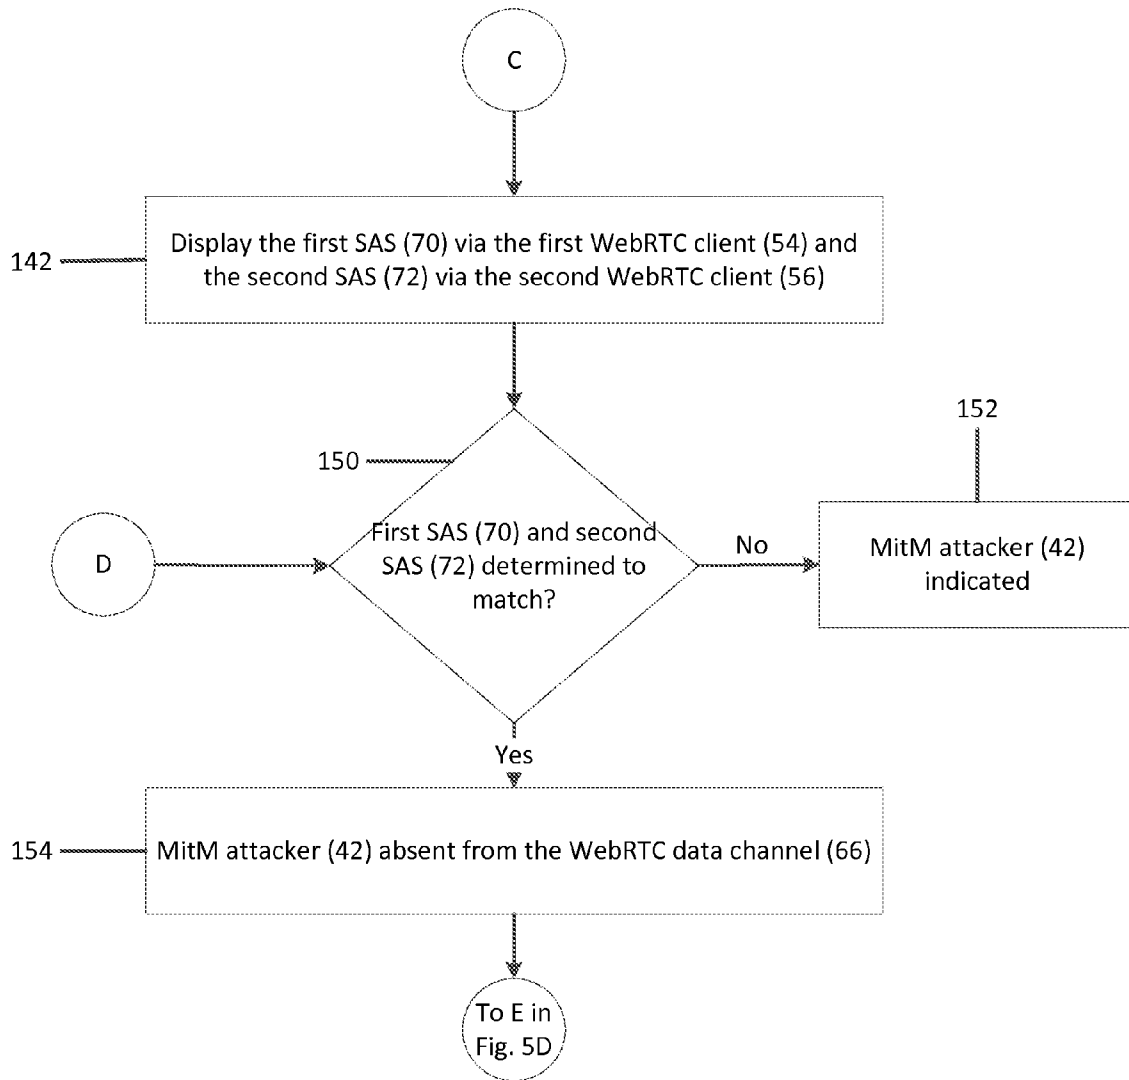 C
142
Display the first SAS (70) via the first WebRTC client (54) and
the second SAS (72) via the second WebRTC client (56)
152
150
D
First SAS (70) and second
SAS (72) determined to
match?
No
MitM attacker (42)
indicated
Yes
154
MitM attacker (42) absent from the WebRTC data channel (66)
To E in
Fig. 5D